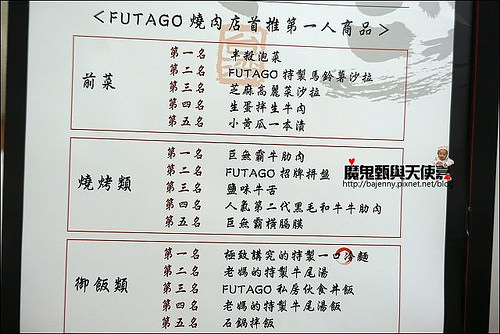 <FUTAGO 燒肉店首推第一人商品>
前菜
第一名 半報泡菜
第二名 FUTAGO 特製馬鈴薯沙拉
第三名 芝麻高麗菜沙拉
第四名 生蛋拌生牛肉
第五名 小黃瓜一本漬
燒烤類
第一名 巨無霸牛肋肉
第二名 FUTAGO 招牌拼盤
第三名 鹽味牛舌
第四名 人氣第二代黑毛和牛牛肋肉
第五名 巨無霸橫膈膜
魔鬼甄與天使嘉
http://bajenny.pixnet.net/blog
御飯類
第一名 極致講究的特製一口冷麵
第二名 老媽的特製牛尾湯
第三名 FUTAGO 私房伙食丼飯
第四名 老媽的特製牛尾湯飯
第五名 石鍋拌飯